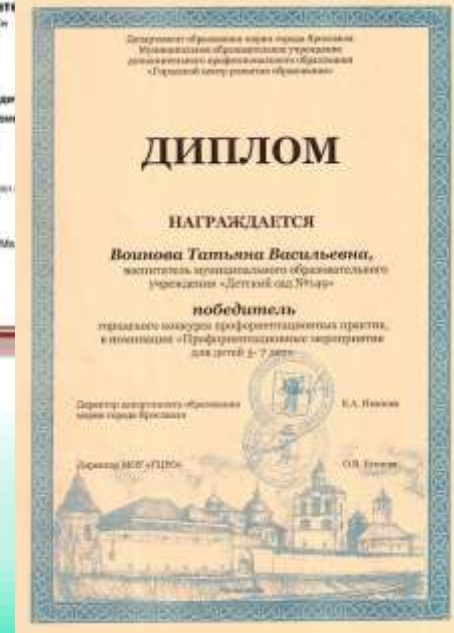 Департамент образования мэрии города Ярославля
Муниципальное образовательное учреждение
дополнительного профессионального образования
«Городской центр развития образования»
ДИПЛОМ
НАГРАЖДАЕТСЯ
Воинова Татьяна Васильевна,
воспитатель муниципального образовательного
учреждения «Детский сад №149»
победитель
городского конкурса профориентационных практик,
в номинации «Профориентационные мероприятия
для детей 5-7 лет»
Директор департамента образования
мэрии города Ярославля
Е.А. Иванова
Директор МОУ «ГЦРО»
О.В.